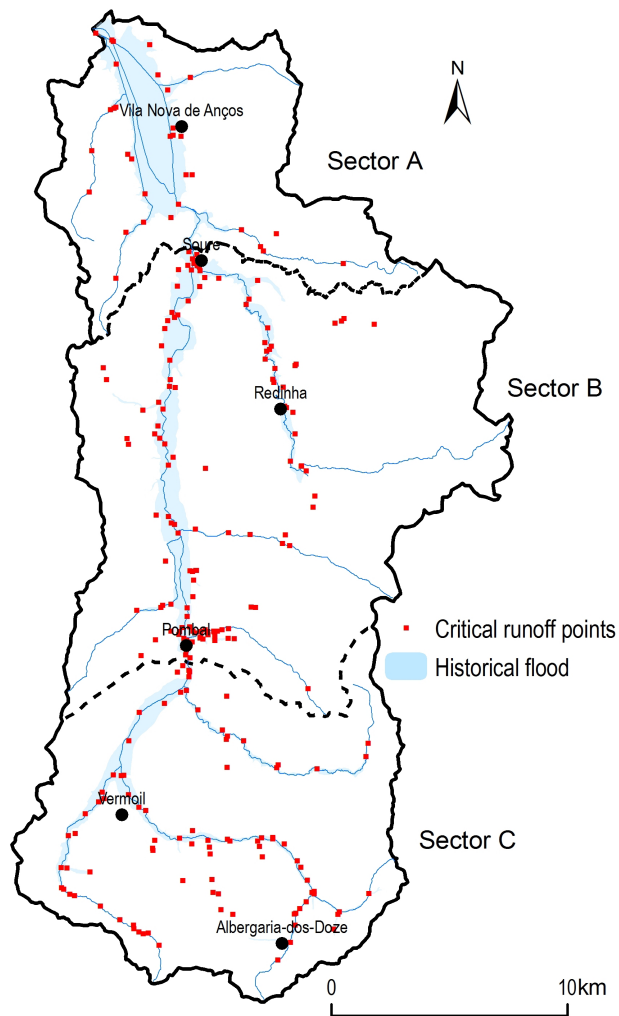 N
Vila Nova de Anços
Sector A
Soure
Sector B
Redinha
Critical runoff points
Pombal
Historical flood
Vermoil
Sector C
Albergaria-dos-Doze
0 10km